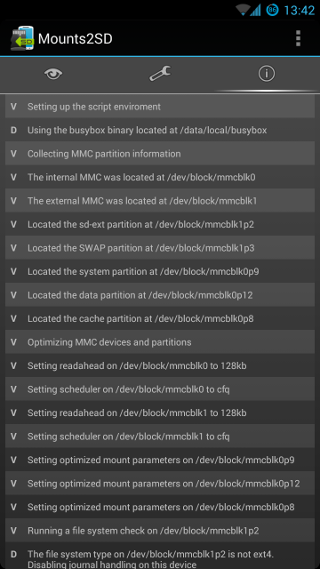 13:42
Mounts2SD
V Setting up the script enviroment
D Using the busybox binary located at /data/local/busybox
V Collecting MMC partition information
V The internal MMC was located at /dev/block/mmcblk0
V The external MMC was located at /dev/block/mmcblk1
V Located the sd-ext partition at /dev/block/mmcblk1p2
V Located the SWAP partition at /dev/block/mmcblk1p3
V Located the system partition at /dev/block/mmcblk0p9
V Located the data partition at /dev/block/mmcblk0p12
V Located the cache partition at /dev/block/mmcblk0p8
V Optimizing MMC devices and partitions
V Setting readahead on /dev/block/mmcblk0 to 128kb
V Setting scheduler on /dev/block/mmcblk0 to cfq
V Setting readahead on /dev/block/mmcblk1 to 128kb
V Setting scheduler on /dev/block/mmcblk1 to cfq
V Setting optimized mount parameters on /dev/block/mmcblk0p9
V Setting optimized mount parameters on /dev/block/mmcblk0p12
V Setting optimized mount parameters on /dev/block/mmcblk0p8
V Running a file system check on /dev/block/mmcblk1p2
D The file system type on /dev/block/mmcblk1p2 is not ext4.
Disabling journal handling on this device